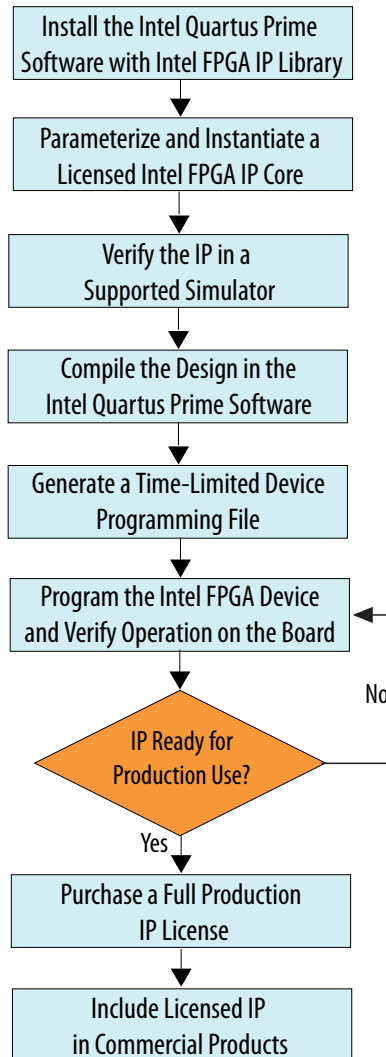 Install the Intel Quartus Prime
Software with Intel FPGA IP Library
Parameterize and Instantiate a
Licensed Intel FPGA IP Core
Verify the IP in a
Supported Simulator
Compile the Design in the
Intel Quartus Prime Software
Generate a Time-Limited Device
Programming File
Program the Intel FPGA Device
and Verify Operation on the Board
No
IP Ready for
Production Use?
Yes
Purchase a Full Production
IP License
Include Licensed IP
in Commercial Products